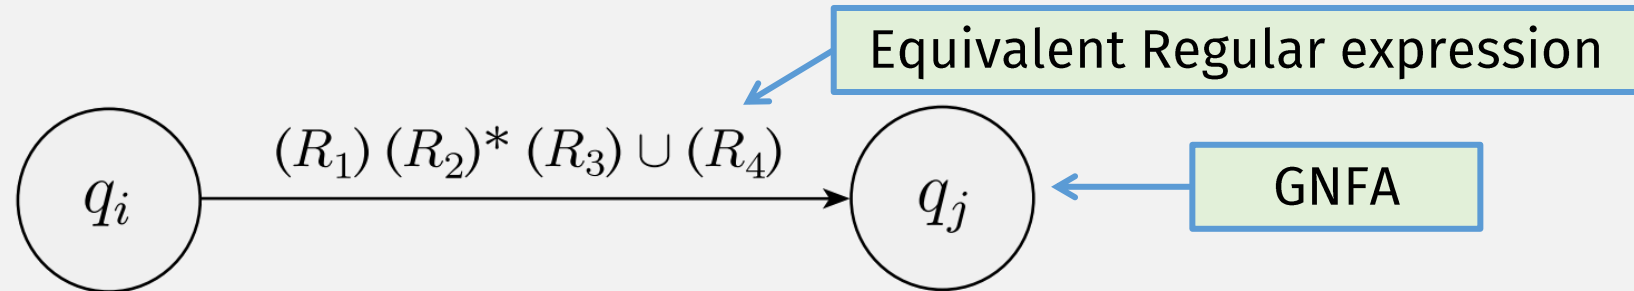 Equivalent Regular expression
(R₁) (R₂)* (R₃) ∪ (R₄)
qᵢ
qⱼ
GNFA